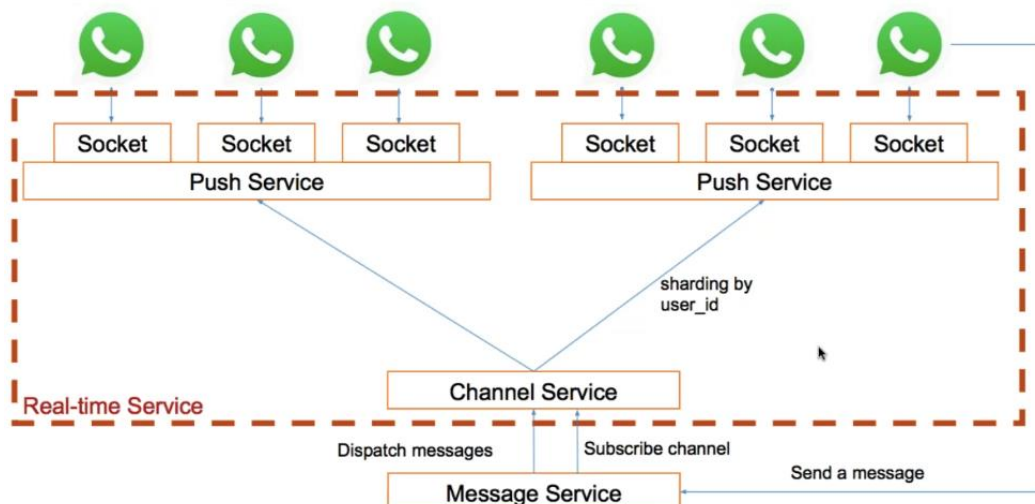 Socket
Socket
Socket
Socket
Socket
Socket
Push Service
Push Service
sharding by
user_id
Channel Service
Real-time Service
Dispatch messages
Subscribe channel
Send a message
Message Service